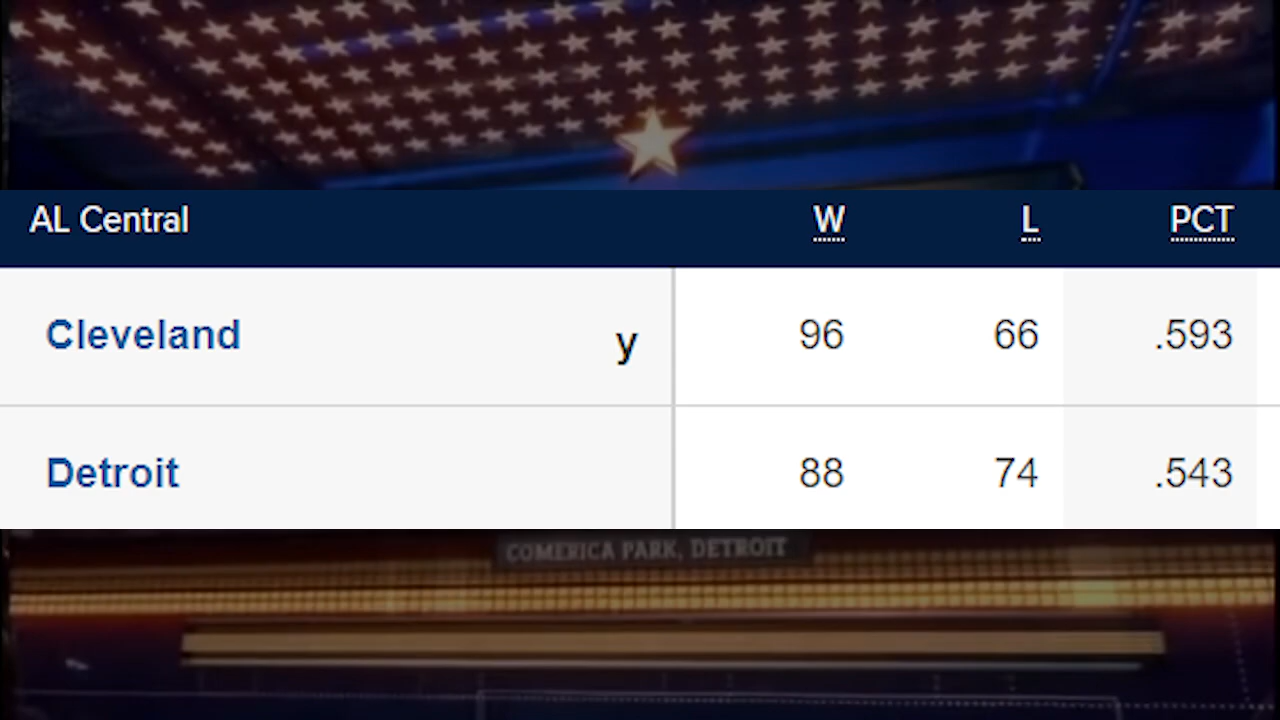 AL Central W L PCT
Cleveland y 96 66 .593
Detroit 88 74 .543
COMERICA PARK, DETROIT